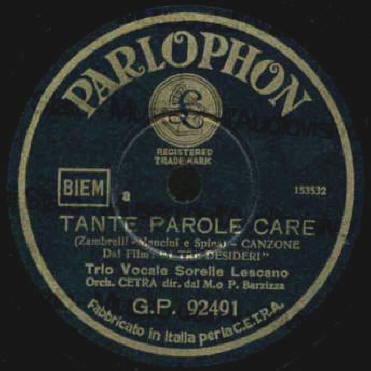 PARLOPHON
£
REGISTERED
TRADE MARK
BIEM
a
153532
TANTE PAROLE CARE
(Zambrelli - Mancini e Spina) - CANZONE
Dal Film: "I TRE DESIDERI"
Trio Vocale Sorelle Lescano
Orch. CETRA dir. dal M.o P. Barzizza
G.P. 92491
Fabbricato in Italia per la C.E.T.R.A.